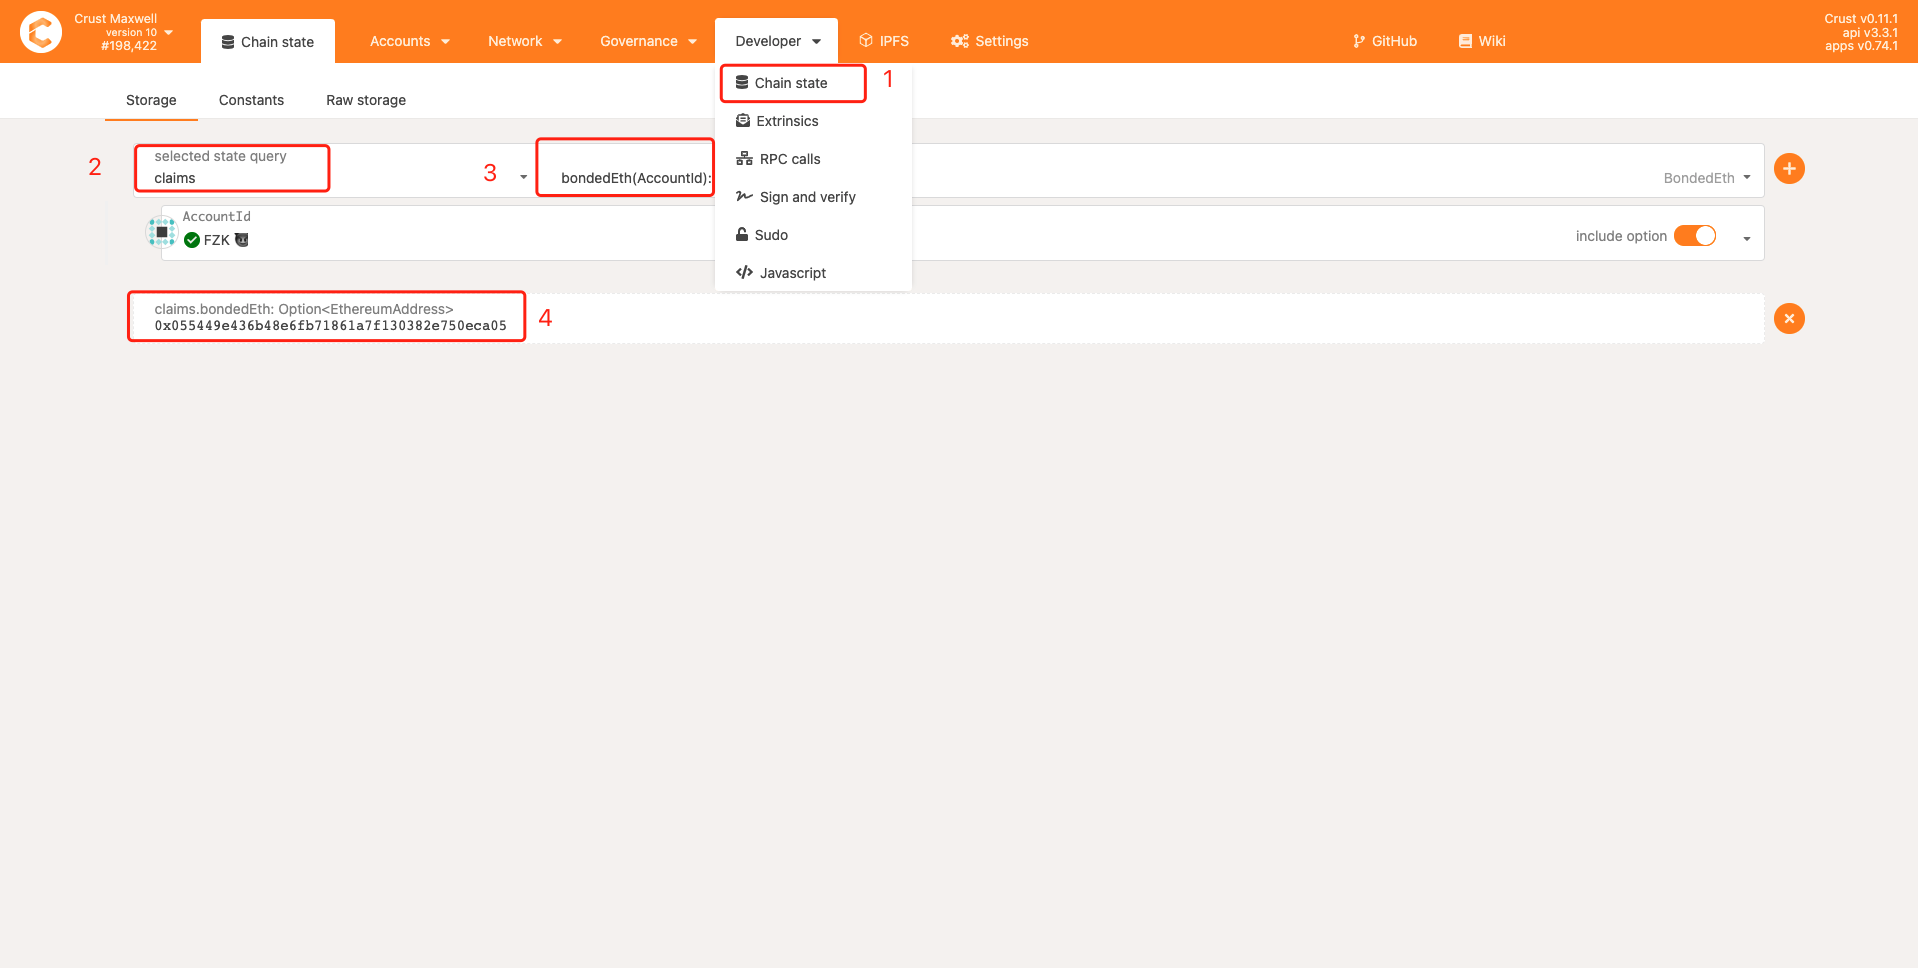 Crust Maxwell
version 10
#198,422
Chain state
Accounts
Network
Governance
Developer
IPFS
Settings
GitHub
Wiki
Crust v0.11.1
api v3.3.1
apps v0.74.1
Storage
Constants
Raw storage
Chain state
1
Extrinsics
RPC calls
Sign and verify
Sudo
Javascript
2
selected state query
claims
3
bondedEth(AccountId):
BondedEth
AccountId
FZK
include option
claims.bondedEth: Option<EthereumAddress>
0x055449e436b48e6fb71861a7f130382e750eca05
4